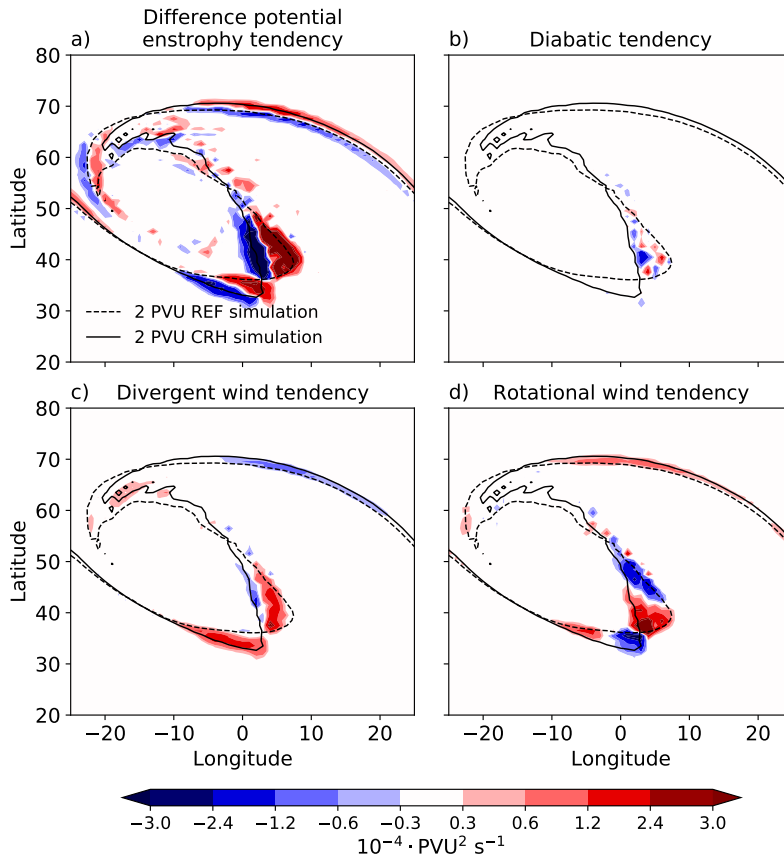 Difference potential
enstrophy tendency
a)
b) Diabatic tendency
80
70
60
50
40
30
20
Latitude
2 PVU REF simulation
2 PVU CRH simulation
c) Divergent wind tendency
d) Rotational wind tendency
80
70
60
50
40
30
20
Latitude
−20 −10 0 10 20
−20 −10 0 10 20
Longitude
Longitude
−3.0 −2.4 −1.2 −0.6 −0.3 0.3 0.6 1.2 2.4 3.0
10⁻⁴ · PVU² s⁻¹